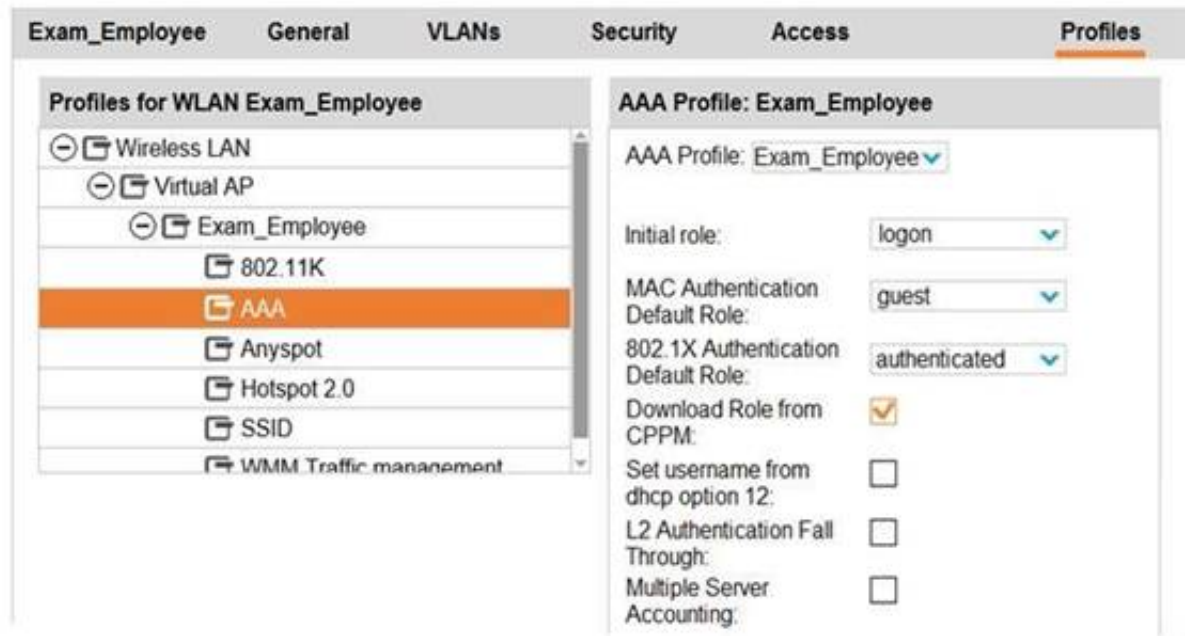 Exam_Employee General VLANs Security Access Profiles
Profiles for WLAN Exam_Employee
Wireless LAN
Virtual AP
Exam_Employee
802.11K
AAA
Anyspot
Hotspot 2.0
SSID
WMM Traffic management
AAA Profile: Exam_Employee
AAA Profile: Exam_Employee
Initial role: logon
MAC Authentication
Default Role: guest
802.1X Authentication
Default Role: authenticated
Download Role from
CPPM:
Set username from
dhcp option 12:
L2 Authentication Fall
Through:
Multiple Server
Accounting: